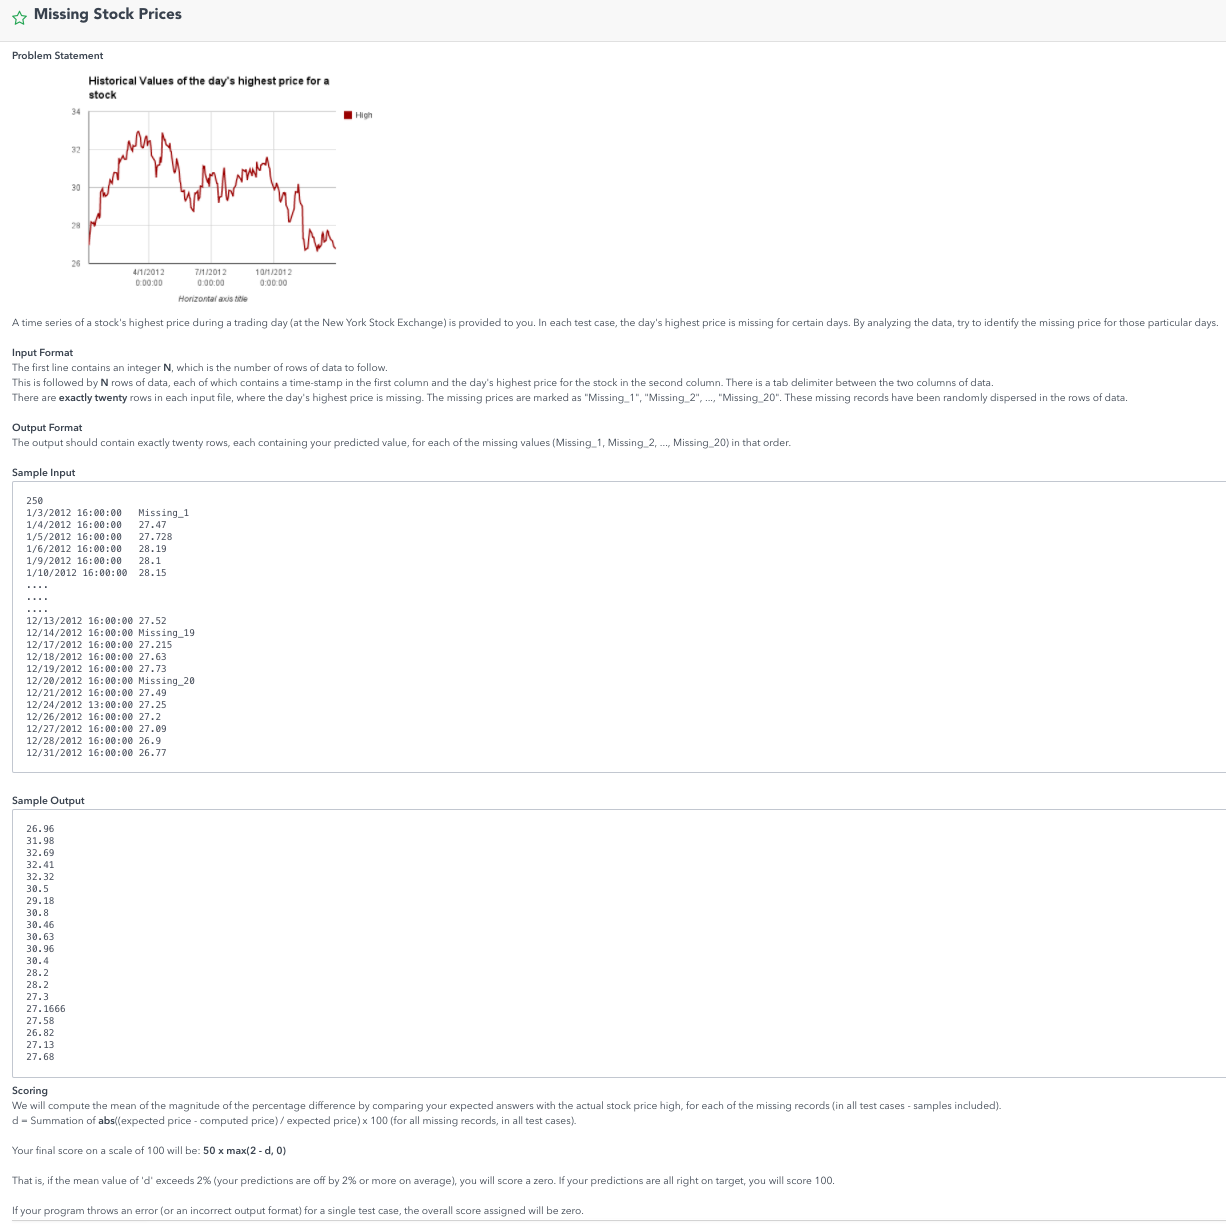 Missing Stock Prices
Problem Statement
Historical Values of the day's highest price for a
stock
34
High
32
30
28
26
4/1/2012 7/1/2012 10/1/2012
0:00:00 0:00:00 0:00:00
Horizontal axis title
A time series of a stock's highest price during a trading day (at the New York Stock Exchange) is provided to you. In each test case, the day's highest price is missing for certain days. By analyzing the data, try to identify the missing price for those particular days.
Input Format
The first line contains an integer N, which is the number of rows of data to follow.
This is followed by N rows of data, each of which contains a time-stamp in the first column and the day's highest price for the stock in the second column. There is a tab delimiter between the two columns of data.
There are exactly twenty rows in each input file, where the day's highest price is missing. The missing prices are marked as "Missing_1", "Missing_2", ..., "Missing_20". These missing records have been randomly dispersed in the rows of data.
Output Format
The output should contain exactly twenty rows, each containing your predicted value, for each of the missing values (Missing_1, Missing_2, ..., Missing_20) in that order.
Sample Input
250
1/3/2012 16:00:00 Missing_1
1/4/2012 16:00:00 27.47
1/5/2012 16:00:00 27.728
1/6/2012 16:00:00 28.19
1/9/2012 16:00:00 28.1
1/10/2012 16:00:00 28.15
....
....
....
12/13/2012 16:00:00 27.52
12/14/2012 16:00:00 Missing_19
12/17/2012 16:00:00 27.215
12/18/2012 16:00:00 27.63
12/19/2012 16:00:00 27.73
12/20/2012 16:00:00 Missing_20
12/21/2012 16:00:00 27.49
12/24/2012 13:00:00 27.25
12/26/2012 16:00:00 27.2
12/27/2012 16:00:00 27.09
12/28/2012 16:00:00 26.9
12/31/2012 16:00:00 26.77
Sample Output
26.96
31.98
32.69
32.41
32.32
30.5
29.18
30.8
30.46
30.63
30.96
30.4
28.2
28.2
27.3
27.1666
27.58
26.82
27.13
27.68
Scoring
We will compute the mean of the magnitude of the percentage difference by comparing your expected answers with the actual stock price high, for each of the missing records (in all test cases - samples included).
d = Summation of abs((expected price - computed price) / expected price) x 100 (for all missing records, in all test cases).
Your final score on a scale of 100 will be: 50 x max(2 - d, 0)
That is, if the mean value of 'd' exceeds 2% (your predictions are off by 2% or more on average), you will score a zero. If your predictions are all right on target, you will score 100.
If your program throws an error (or an incorrect output format) for a single test case, the overall score assigned will be zero.